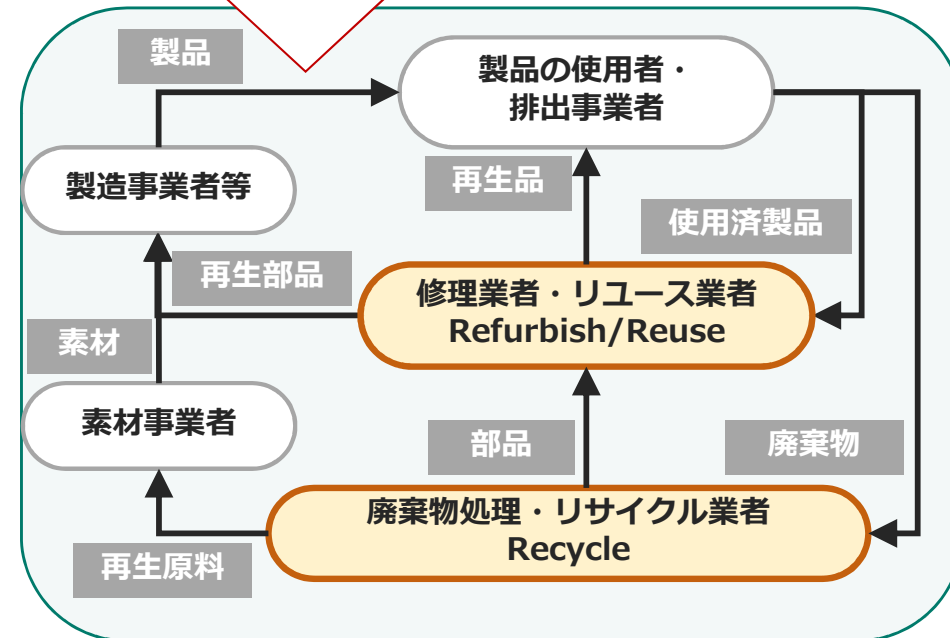 製品
製品の使用者・
排出事業者
製造事業者等
再生品
使用済製品
再生部品
修理業者・リユース業者
Refurbish/Reuse
素材
素材事業者
部品
廃棄物
廃棄物処理・リサイクル業者
Recycle
再生原料